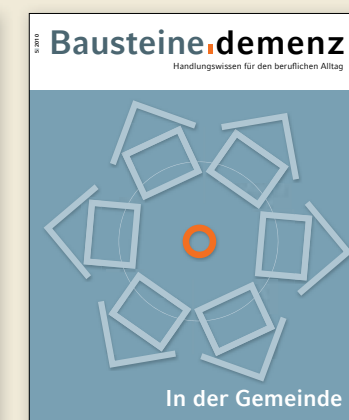 5/2010
Bausteine.demenz
Handlungswissen für den beruflichen Alltag
In der Gemeinde